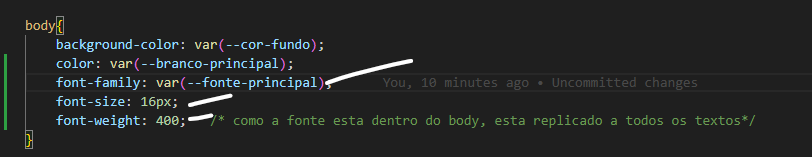 body{
background-color: var(--cor-fundo);
color: var(--branco-principal);
font-family: var(--fonte-principal); You, 10 minutes ago • Uncommitted changes
font-size: 16px;
font-weight: 400; /* como a fonte esta dentro do body, esta replicado a todos os textos*/
}